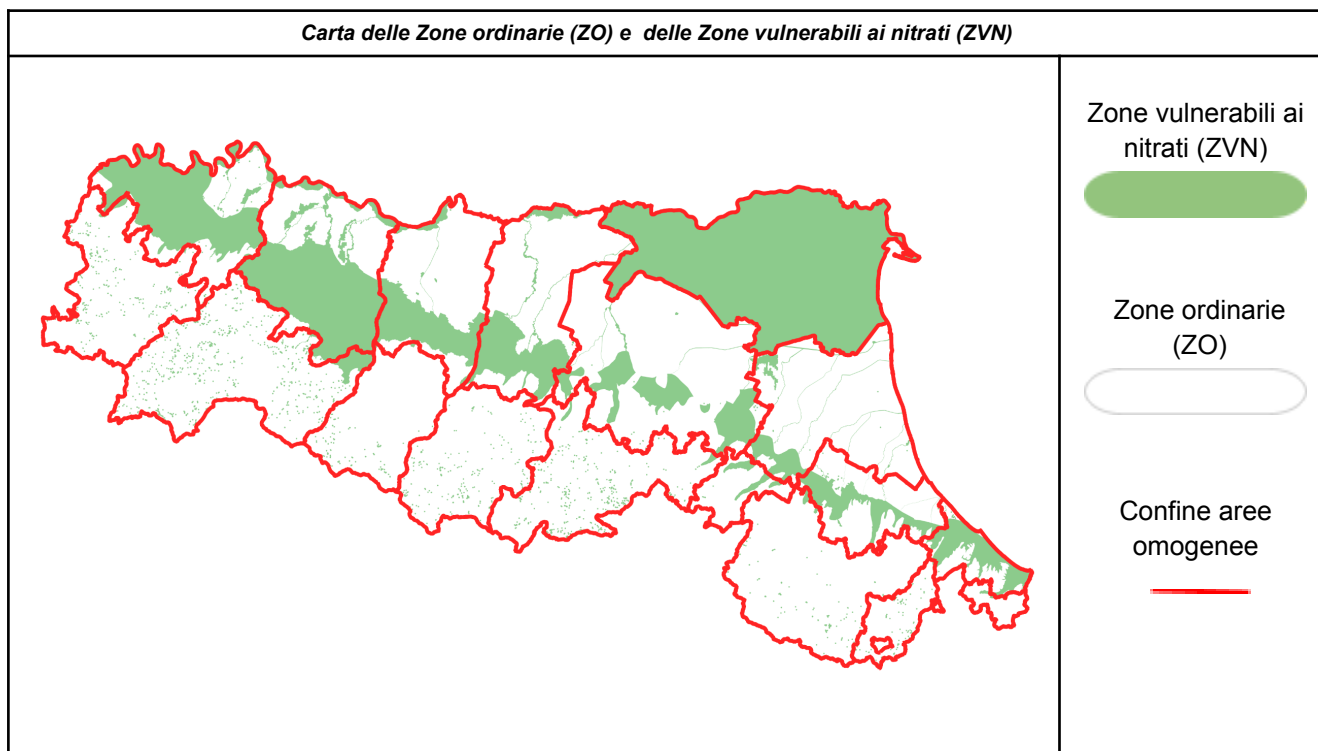 Carta delle Zone ordinarie (ZO) e delle Zone vulnerabili ai nitrati (ZVN)
Zone vulnerabili ai
nitrati (ZVN)
Zone ordinarie
(ZO)
Confine aree
omogenee